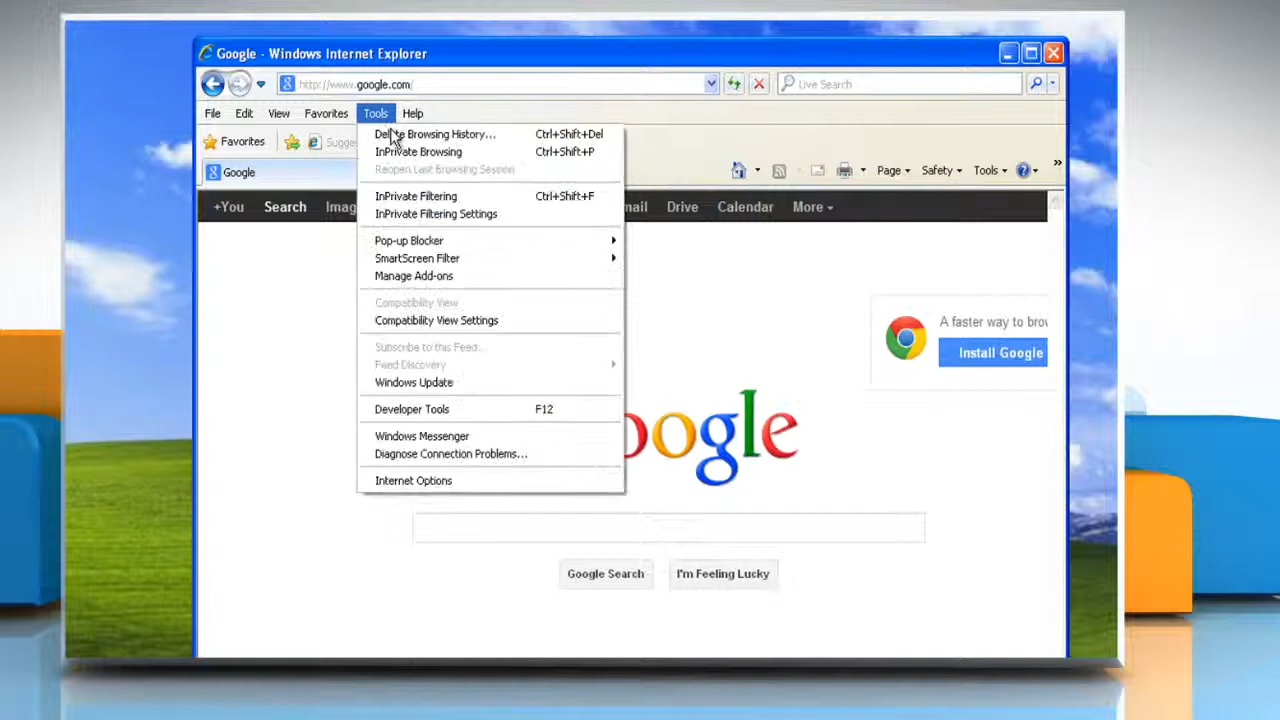 Google - Windows Internet Explorer
http://www.google.com/
Live Search
File Edit View Favorites Tools Help
Favorites
Google
Page Safety Tools
Delete Browsing History... Ctrl+Shift+Del
InPrivate Browsing Ctrl+Shift+P
Reopen Last Browsing Session
InPrivate Filtering Ctrl+Shift+F
InPrivate Filtering Settings
Pop-up Blocker
SmartScreen Filter
Manage Add-ons
Compatibility View
Compatibility View Settings
Subscribe to this Feed...
Feed Discovery
Windows Update
Developer Tools F12
Windows Messenger
Diagnose Connection Problems...
Internet Options
+You Search Imag mail Drive Calendar More
A faster way to brow
Install Google
oogle
Google Search I'm Feeling Lucky